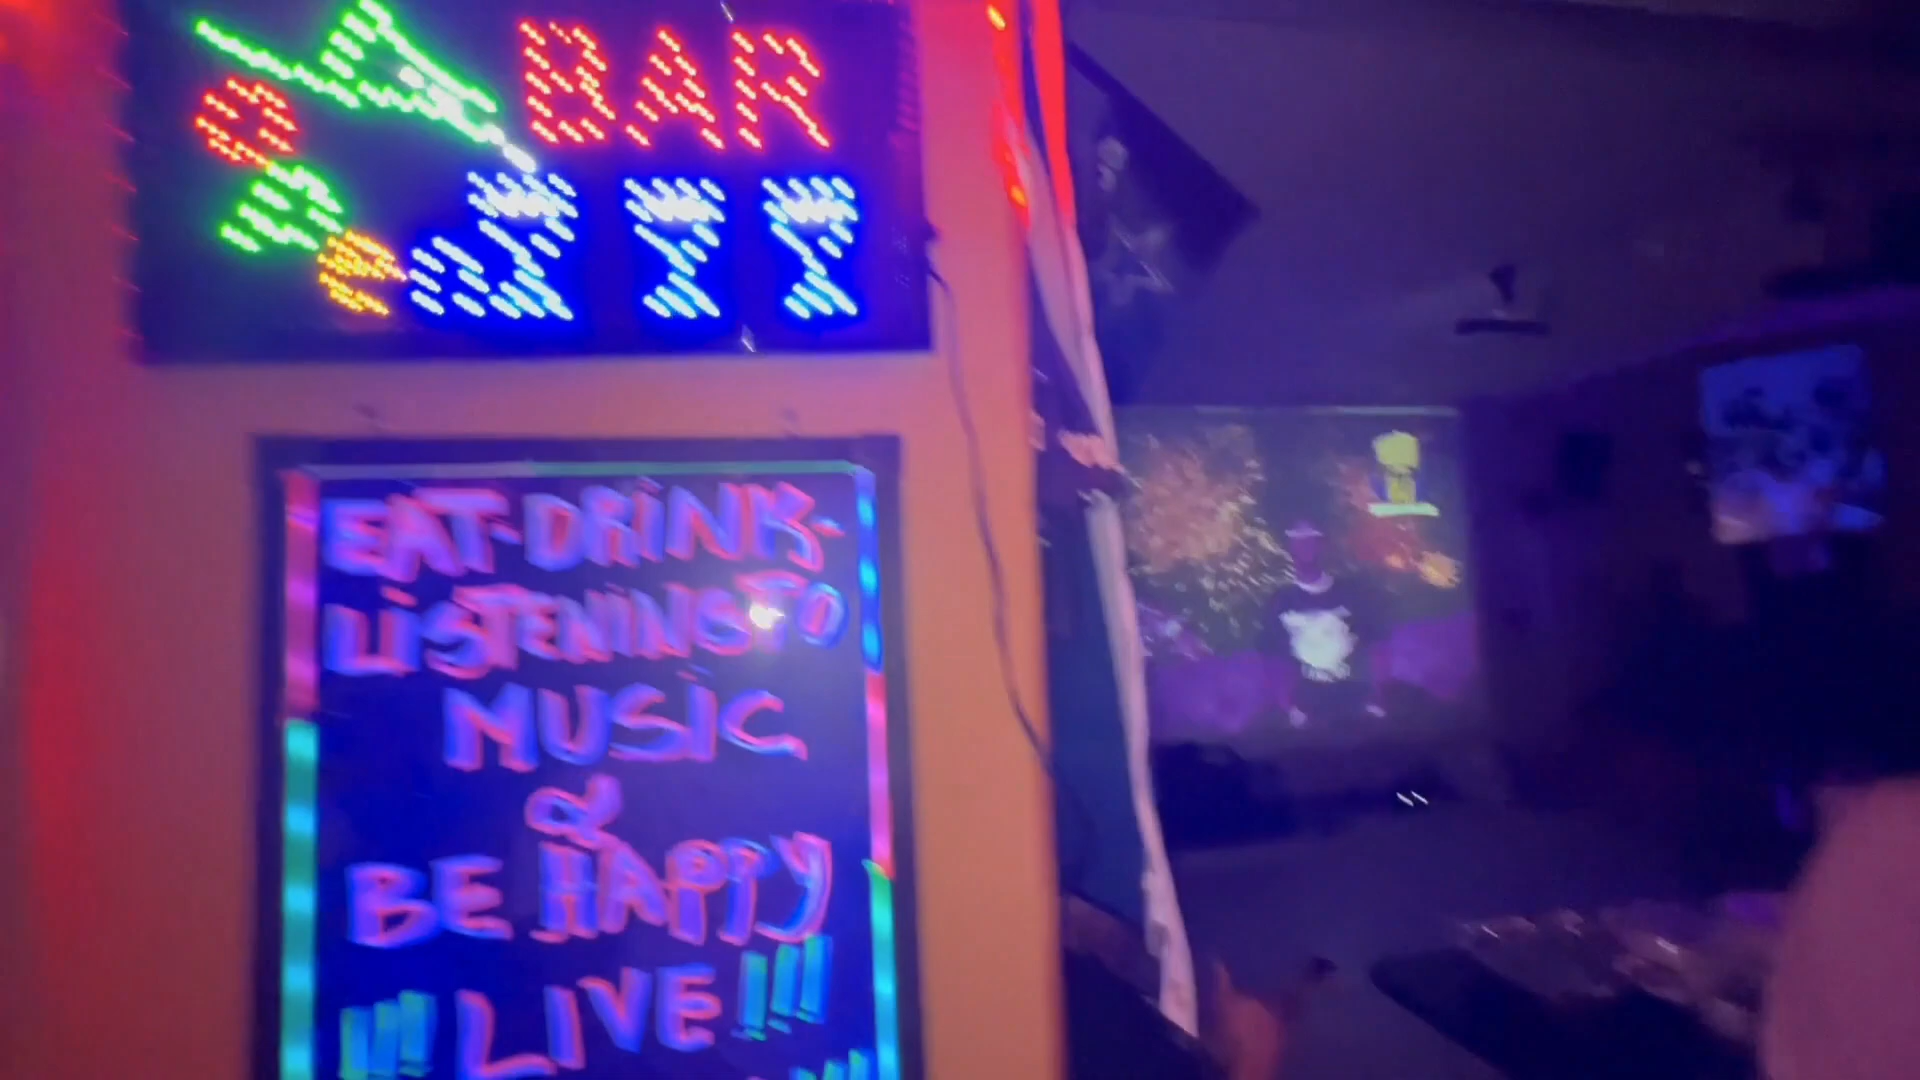 BAR
EAT-DRINK-
LISTENING TO
MUSIC
&
BE HAPPY
!!! LIVE !!!